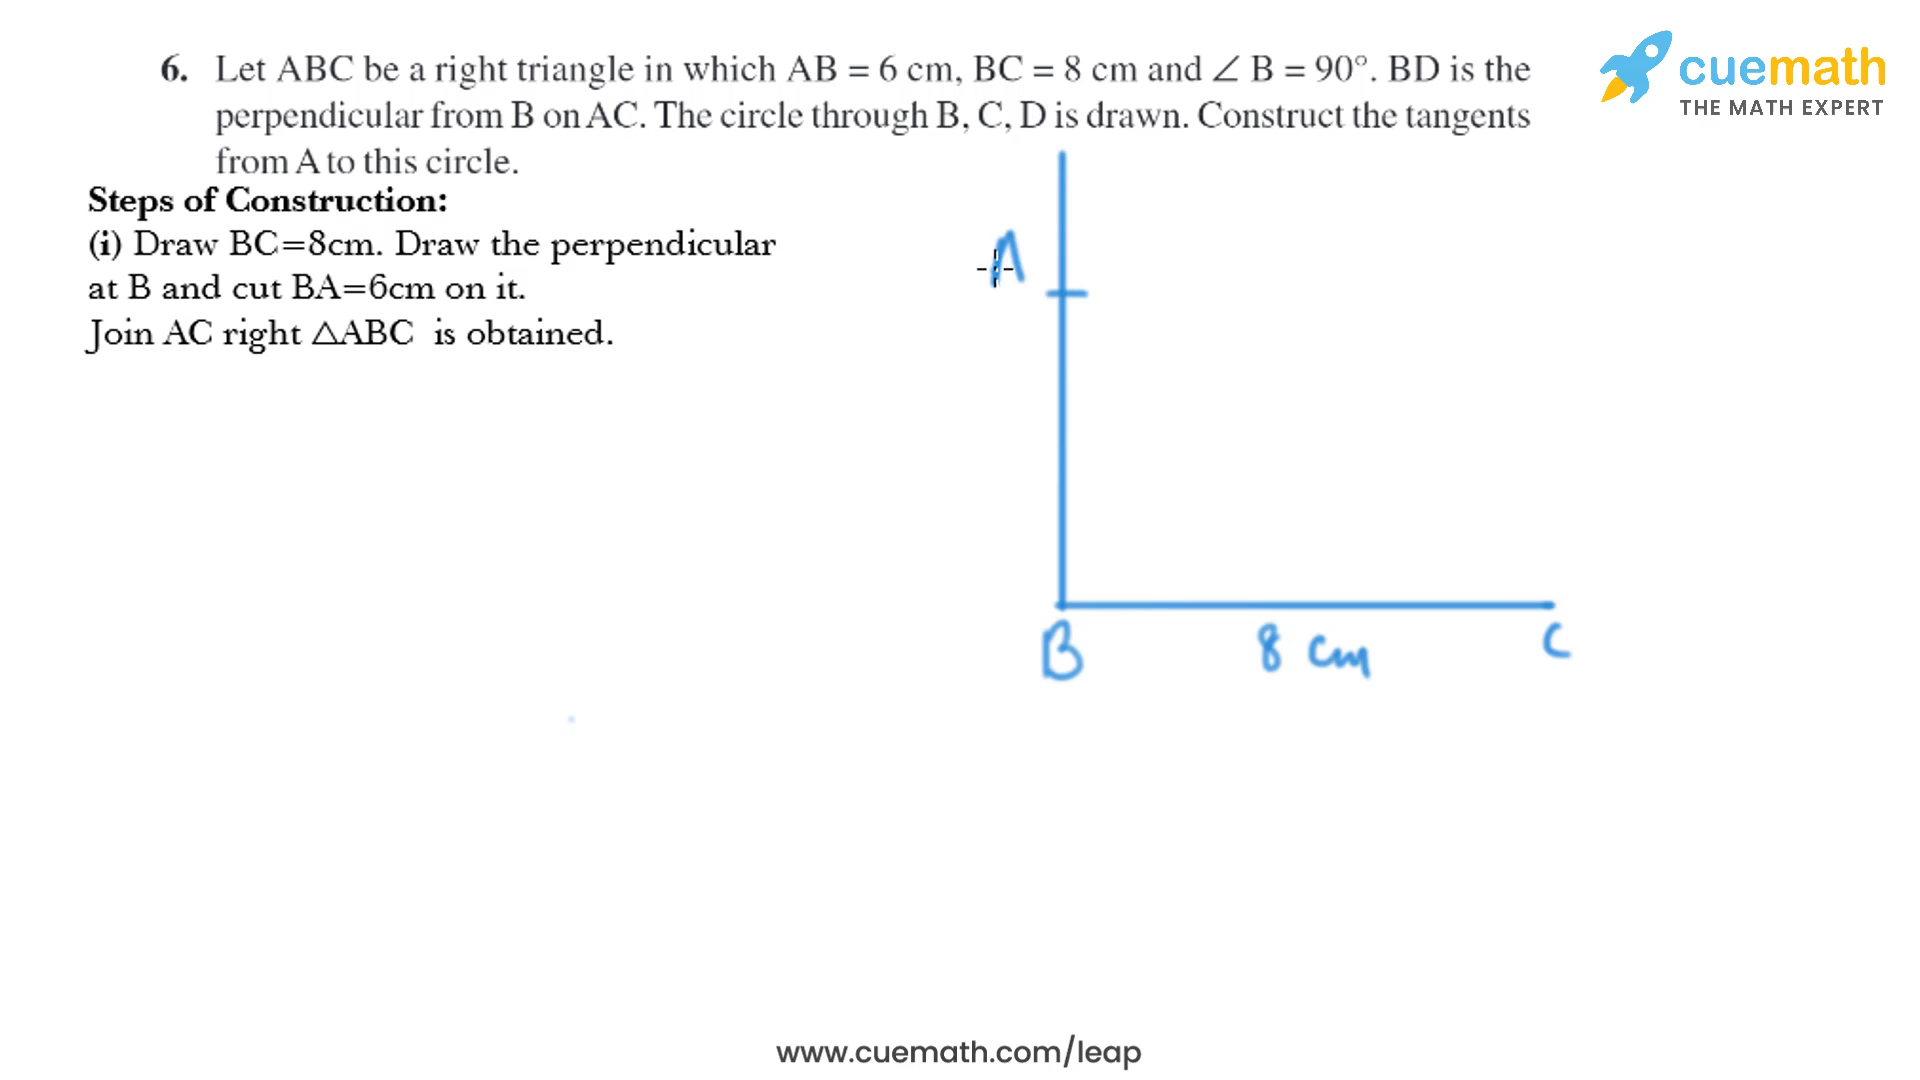 6. Let ABC be a right triangle in which AB = 6 cm, BC = 8 cm and ∠ B = 90°. BD is the
perpendicular from B on AC. The circle through B, C, D is drawn. Construct the tangents
from A to this circle.
cuemath
THE MATH EXPERT
Steps of Construction:
(i) Draw BC=8cm. Draw the perpendicular
at B and cut BA=6cm on it.
Join AC right △ABC is obtained.
A
B 8 cm C
www.cuemath.com/leap